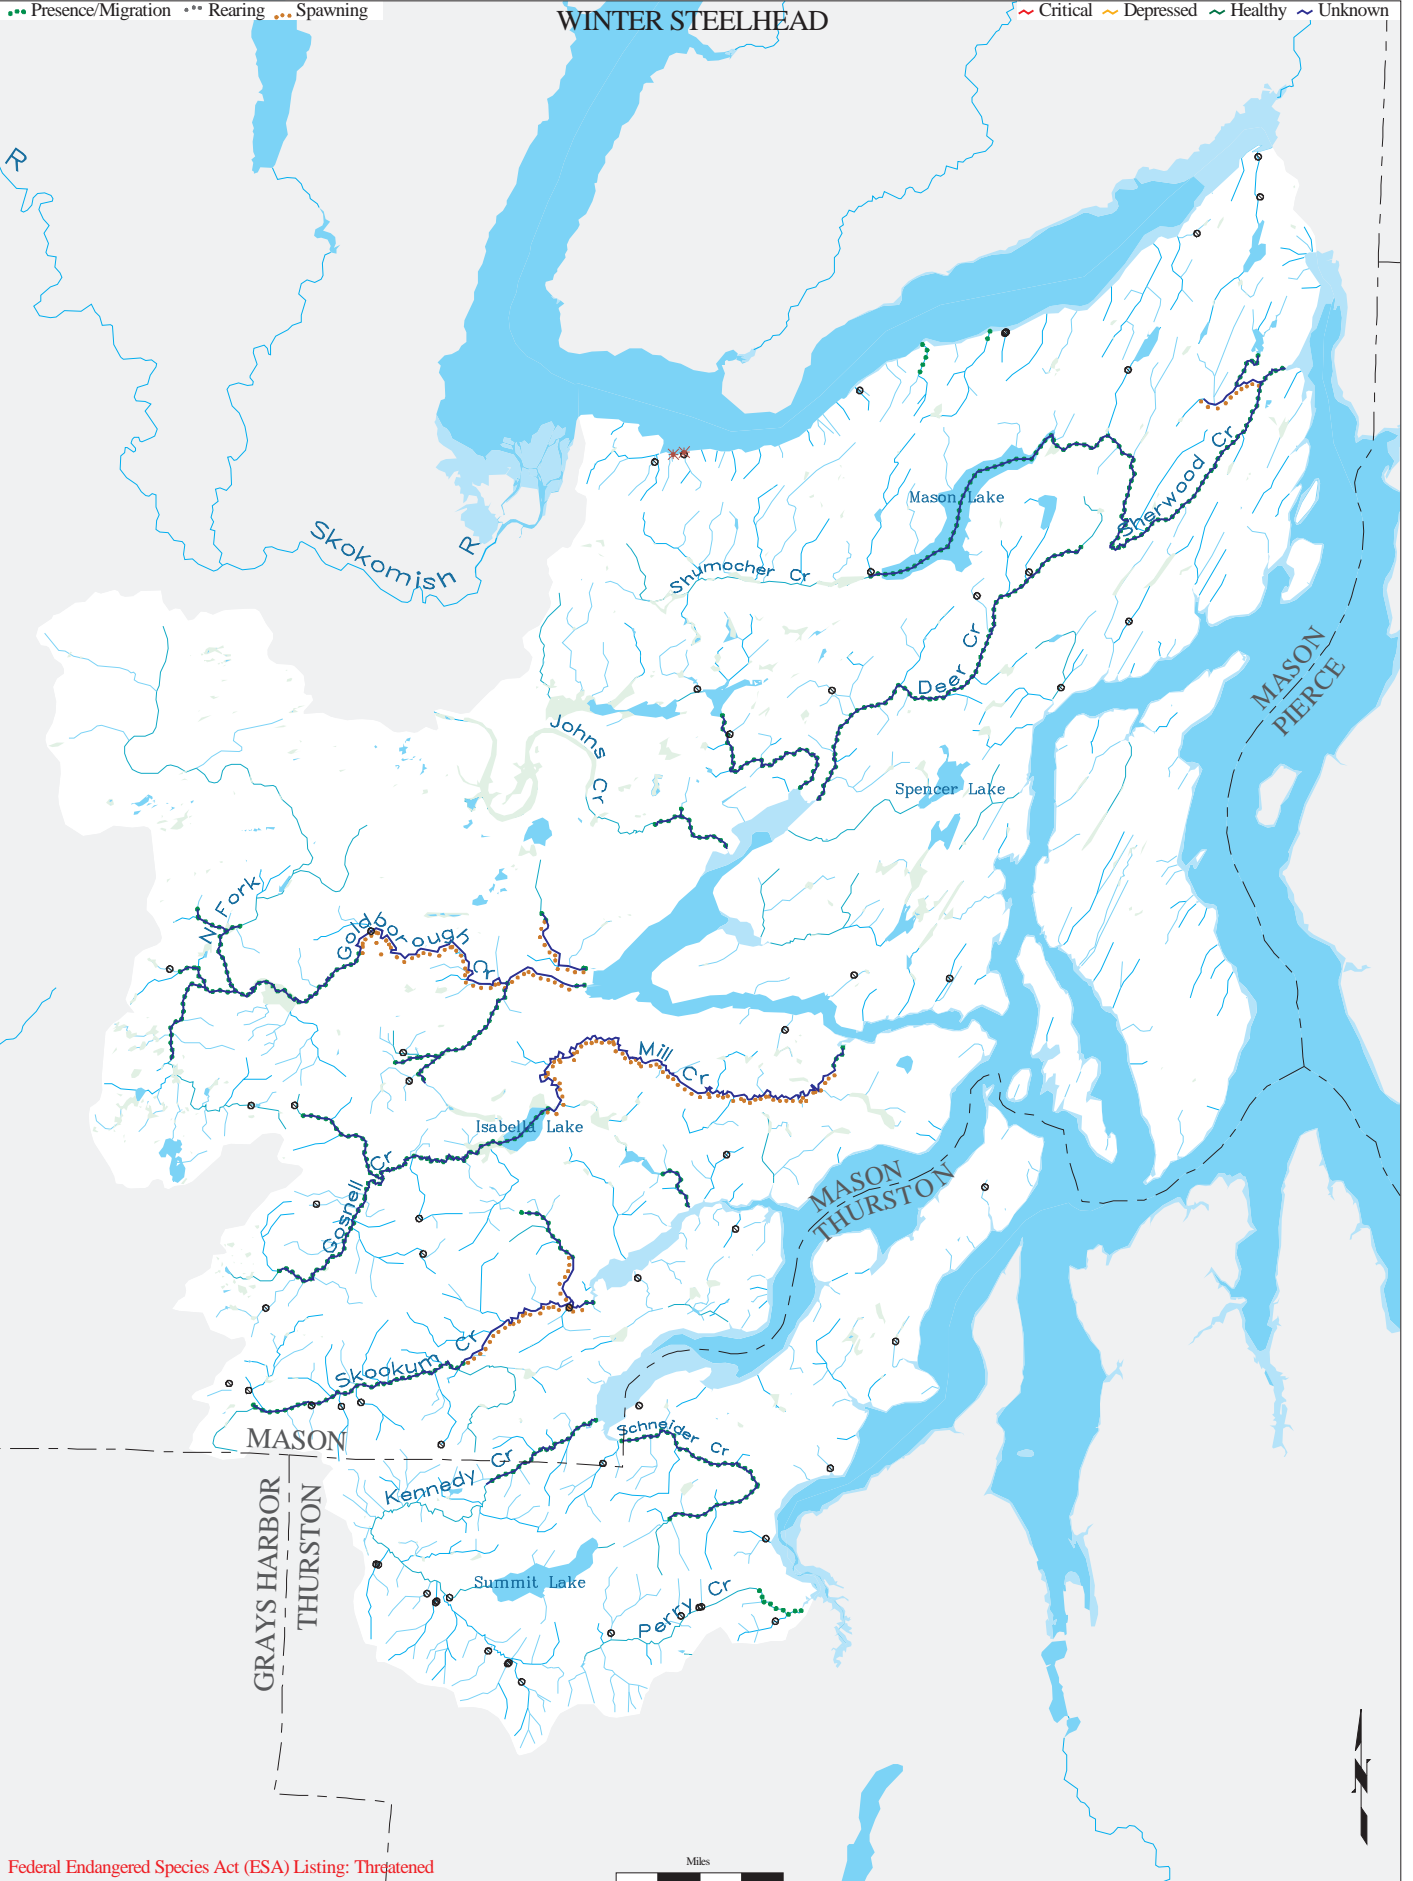 Presence/Migration Rearing Spawning
WINTER STEELHEAD
Critical Depressed Healthy Unknown
R
Skokomish R
Mason Lake
Sherwood Cr
Shumocher Cr
Deer Cr
MASON
PIERCE
Johns Cr
Spencer Lake
N Fork
Goldborough Cr
Mill Cr
Isabella Lake
Gosnell Cr
MASON
THURSTON
Skookum Cr
MASON
Schneider Cr
Kennedy Cr
GRAYS HARBOR
THURSTON
Summit Lake
Perry Cr
N
Federal Endangered Species Act (ESA) Listing: Threatened
Miles